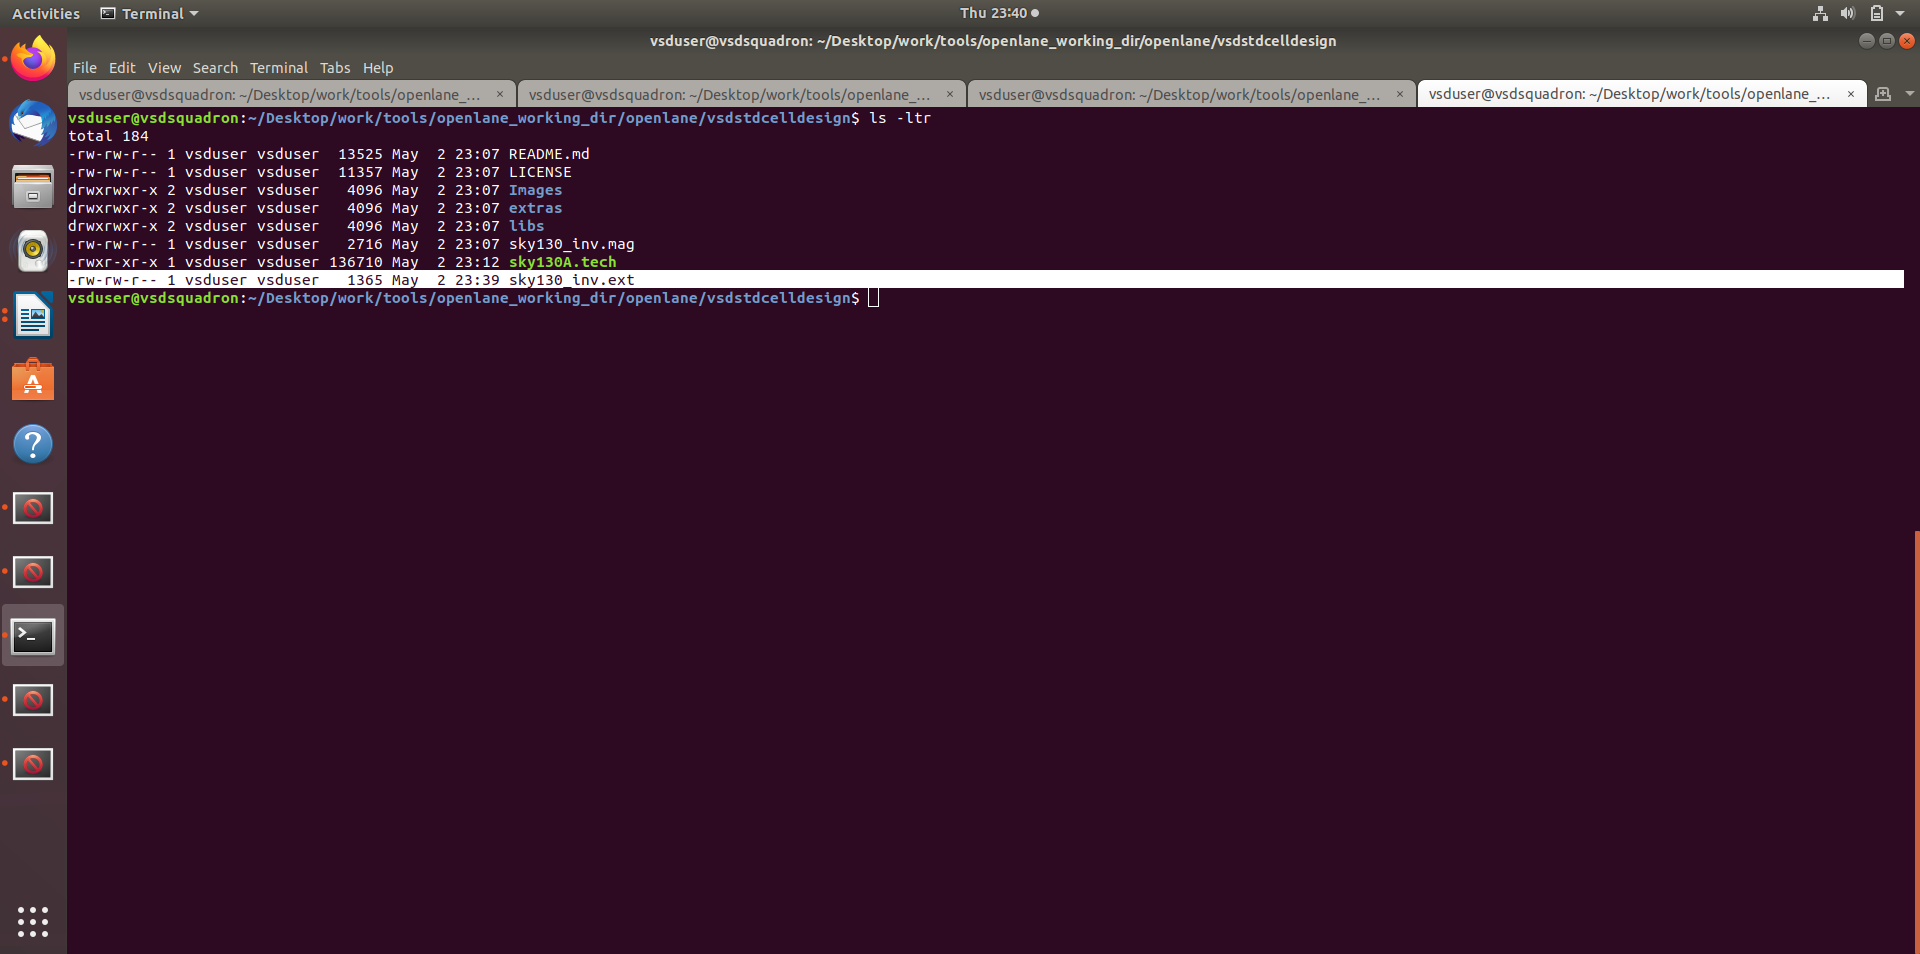 Activities Terminal Thu 23:40
vsduser@vsdsquadron: ~/Desktop/work/tools/openlane_working_dir/openlane/vsdstdcelldesign
File Edit View Search Terminal Tabs Help
vsduser@vsdsquadron: ~/Desktop/work/tools/openlane_... × vsduser@vsdsquadron: ~/Desktop/work/tools/openlane_... × vsduser@vsdsquadron: ~/Desktop/work/tools/openlane_... × vsduser@vsdsquadron: ~/Desktop/work/tools/openlane_... ×
vsduser@vsdsquadron:~/Desktop/work/tools/openlane_working_dir/openlane/vsdstdcelldesign$ ls -ltr
total 184
-rw-rw-r-- 1 vsduser vsduser  13525 May  2 23:07 README.md
-rw-rw-r-- 1 vsduser vsduser  11357 May  2 23:07 LICENSE
drwxrwxr-x 2 vsduser vsduser   4096 May  2 23:07 Images
drwxrwxr-x 2 vsduser vsduser   4096 May  2 23:07 extras
drwxrwxr-x 2 vsduser vsduser   4096 May  2 23:07 libs
-rw-rw-r-- 1 vsduser vsduser   2716 May  2 23:07 sky130_inv.mag
-rwxr-xr-x 1 vsduser vsduser 136710 May  2 23:12 sky130A.tech
-rw-rw-r-- 1 vsduser vsduser   1365 May  2 23:39 sky130_inv.ext
vsduser@vsdsquadron:~/Desktop/work/tools/openlane_working_dir/openlane/vsdstdcelldesign$